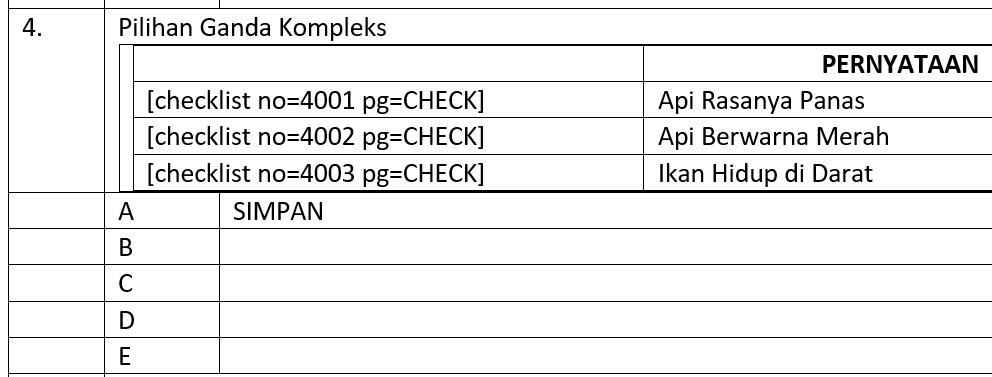 4. Pilihan Ganda Kompleks
PERNYATAAN
[checklist no=4001 pg=CHECK] Api Rasanya Panas
[checklist no=4002 pg=CHECK] Api Berwarna Merah
[checklist no=4003 pg=CHECK] Ikan Hidup di Darat
A SIMPAN
B
C
D
E